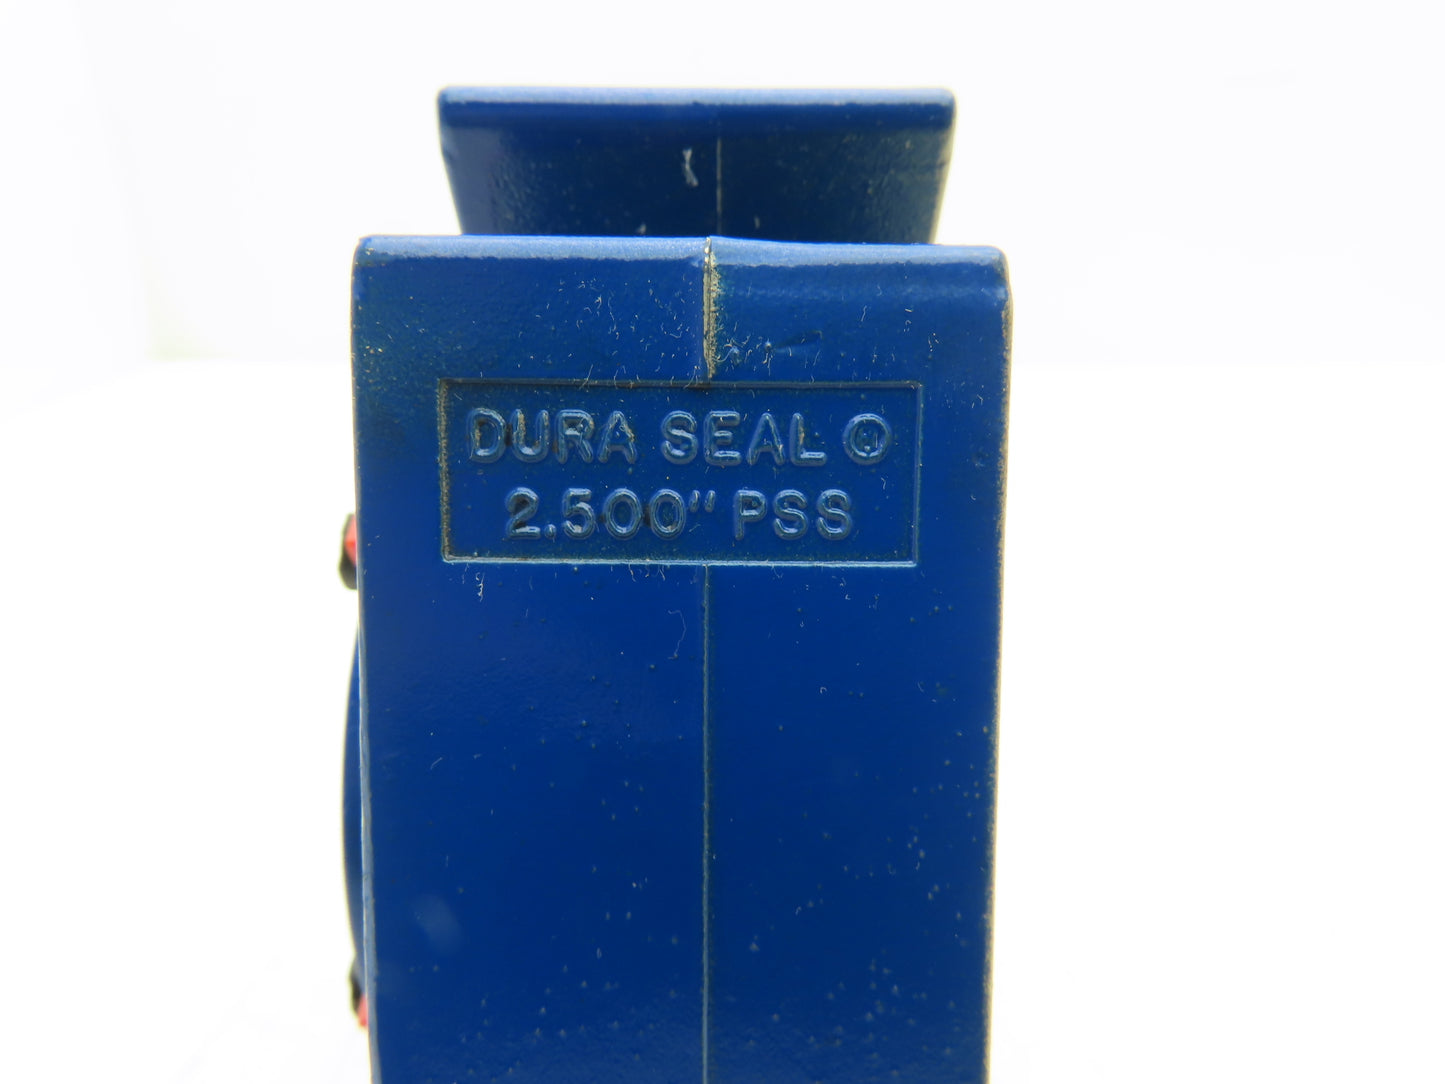 DURA SEAL ®
2.500" PSS